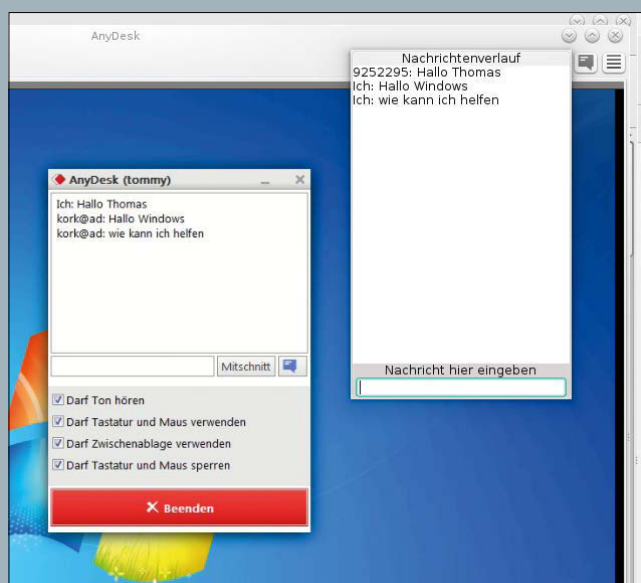 AnyDesk
Nachrichtenverlauf
9252295: Hallo Thomas
Ich: Hallo Windows
Ich: wie kann ich helfen
AnyDesk (tommy)
Ich: Hallo Thomas
kork@ad: Hallo Windows
kork@ad: wie kann ich helfen
Mitschnitt
Darf Ton hören
Darf Tastatur und Maus verwenden
Darf Zwischenablage verwenden
Darf Tastatur und Maus sperren
Beenden
Nachricht hier eingeben